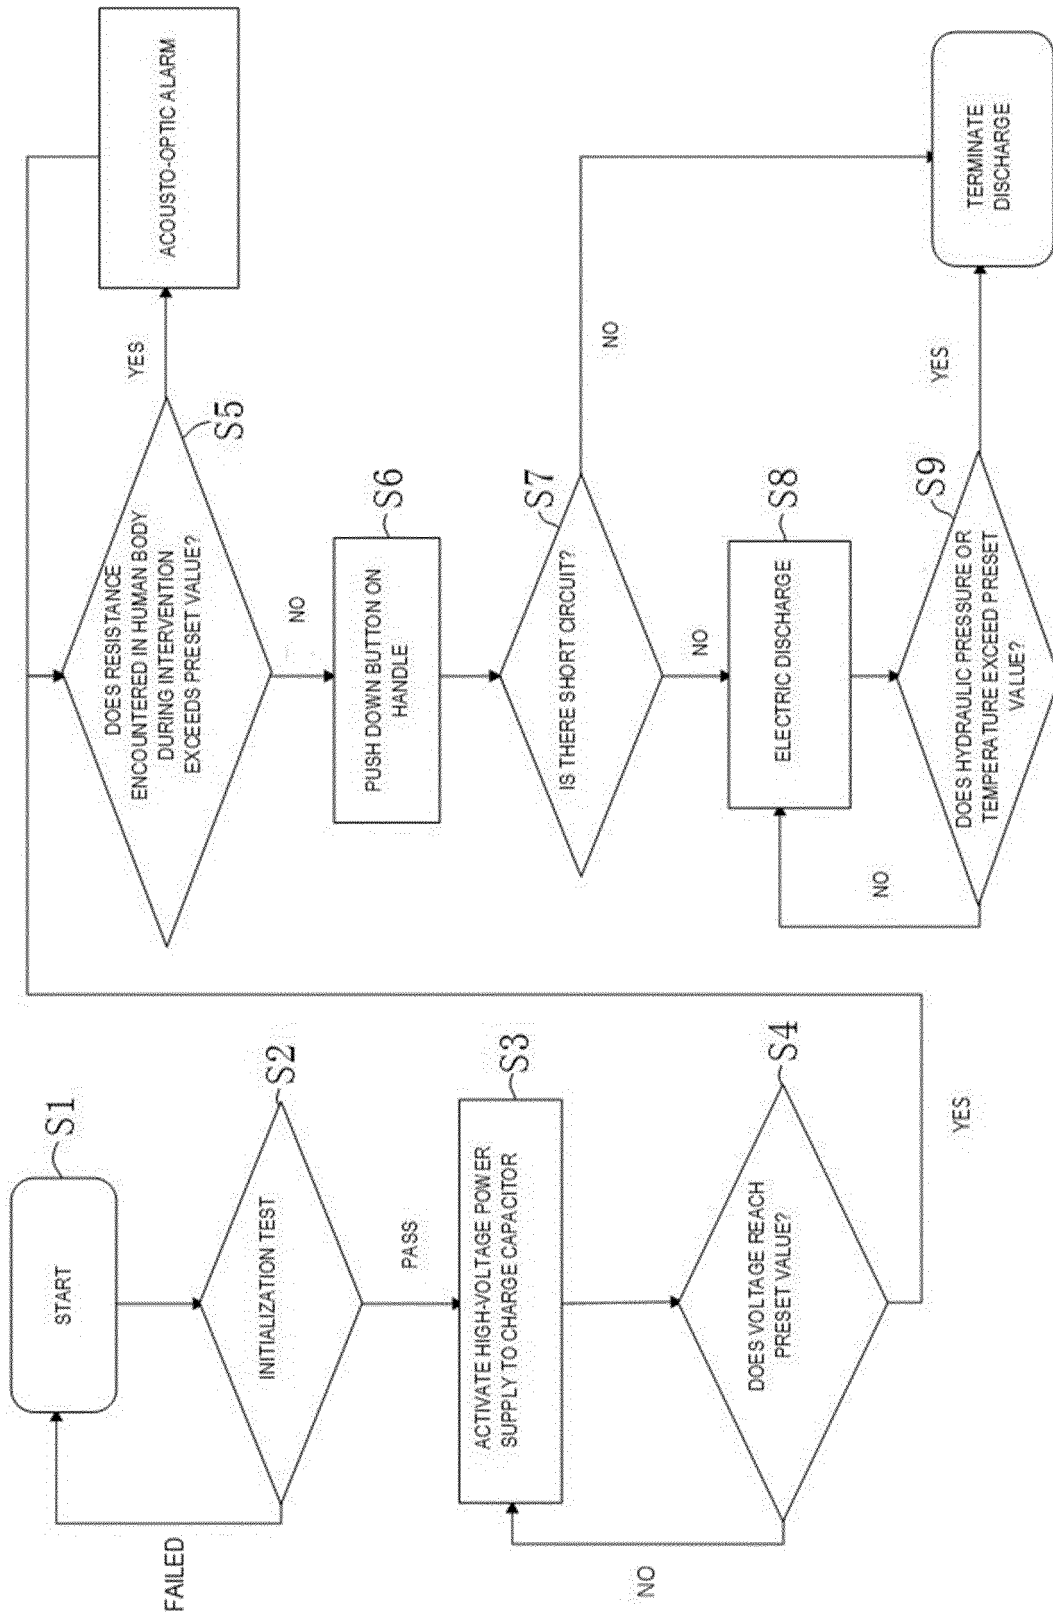 START
S1
INITIALIZATION TEST
S2
FAILED
PASS
ACTIVATE HIGH-VOLTAGE POWER
SUPPLY TO CHARGE CAPACITOR
S3
DOES VOLTAGE REACH
PRESET VALUE?
S4
NO
YES
DOES RESISTANCE
ENCOUNTERED IN HUMAN BODY
DURING INTERVENTION
EXCEEDS PRESET VALUE?
S5
YES
ACOUSTO-OPTIC ALARM
NO
PUSH DOWN BUTTON ON
HANDLE
S6
IS THERE SHORT CIRCUIT?
S7
NO
NO
ELECTRIC DISCHARGE
S8
DOES HYDRAULIC PRESSURE OR
TEMPERATURE EXCEED PRESET
VALUE?
S9
NO
YES
TERMINATE
DISCHARGE